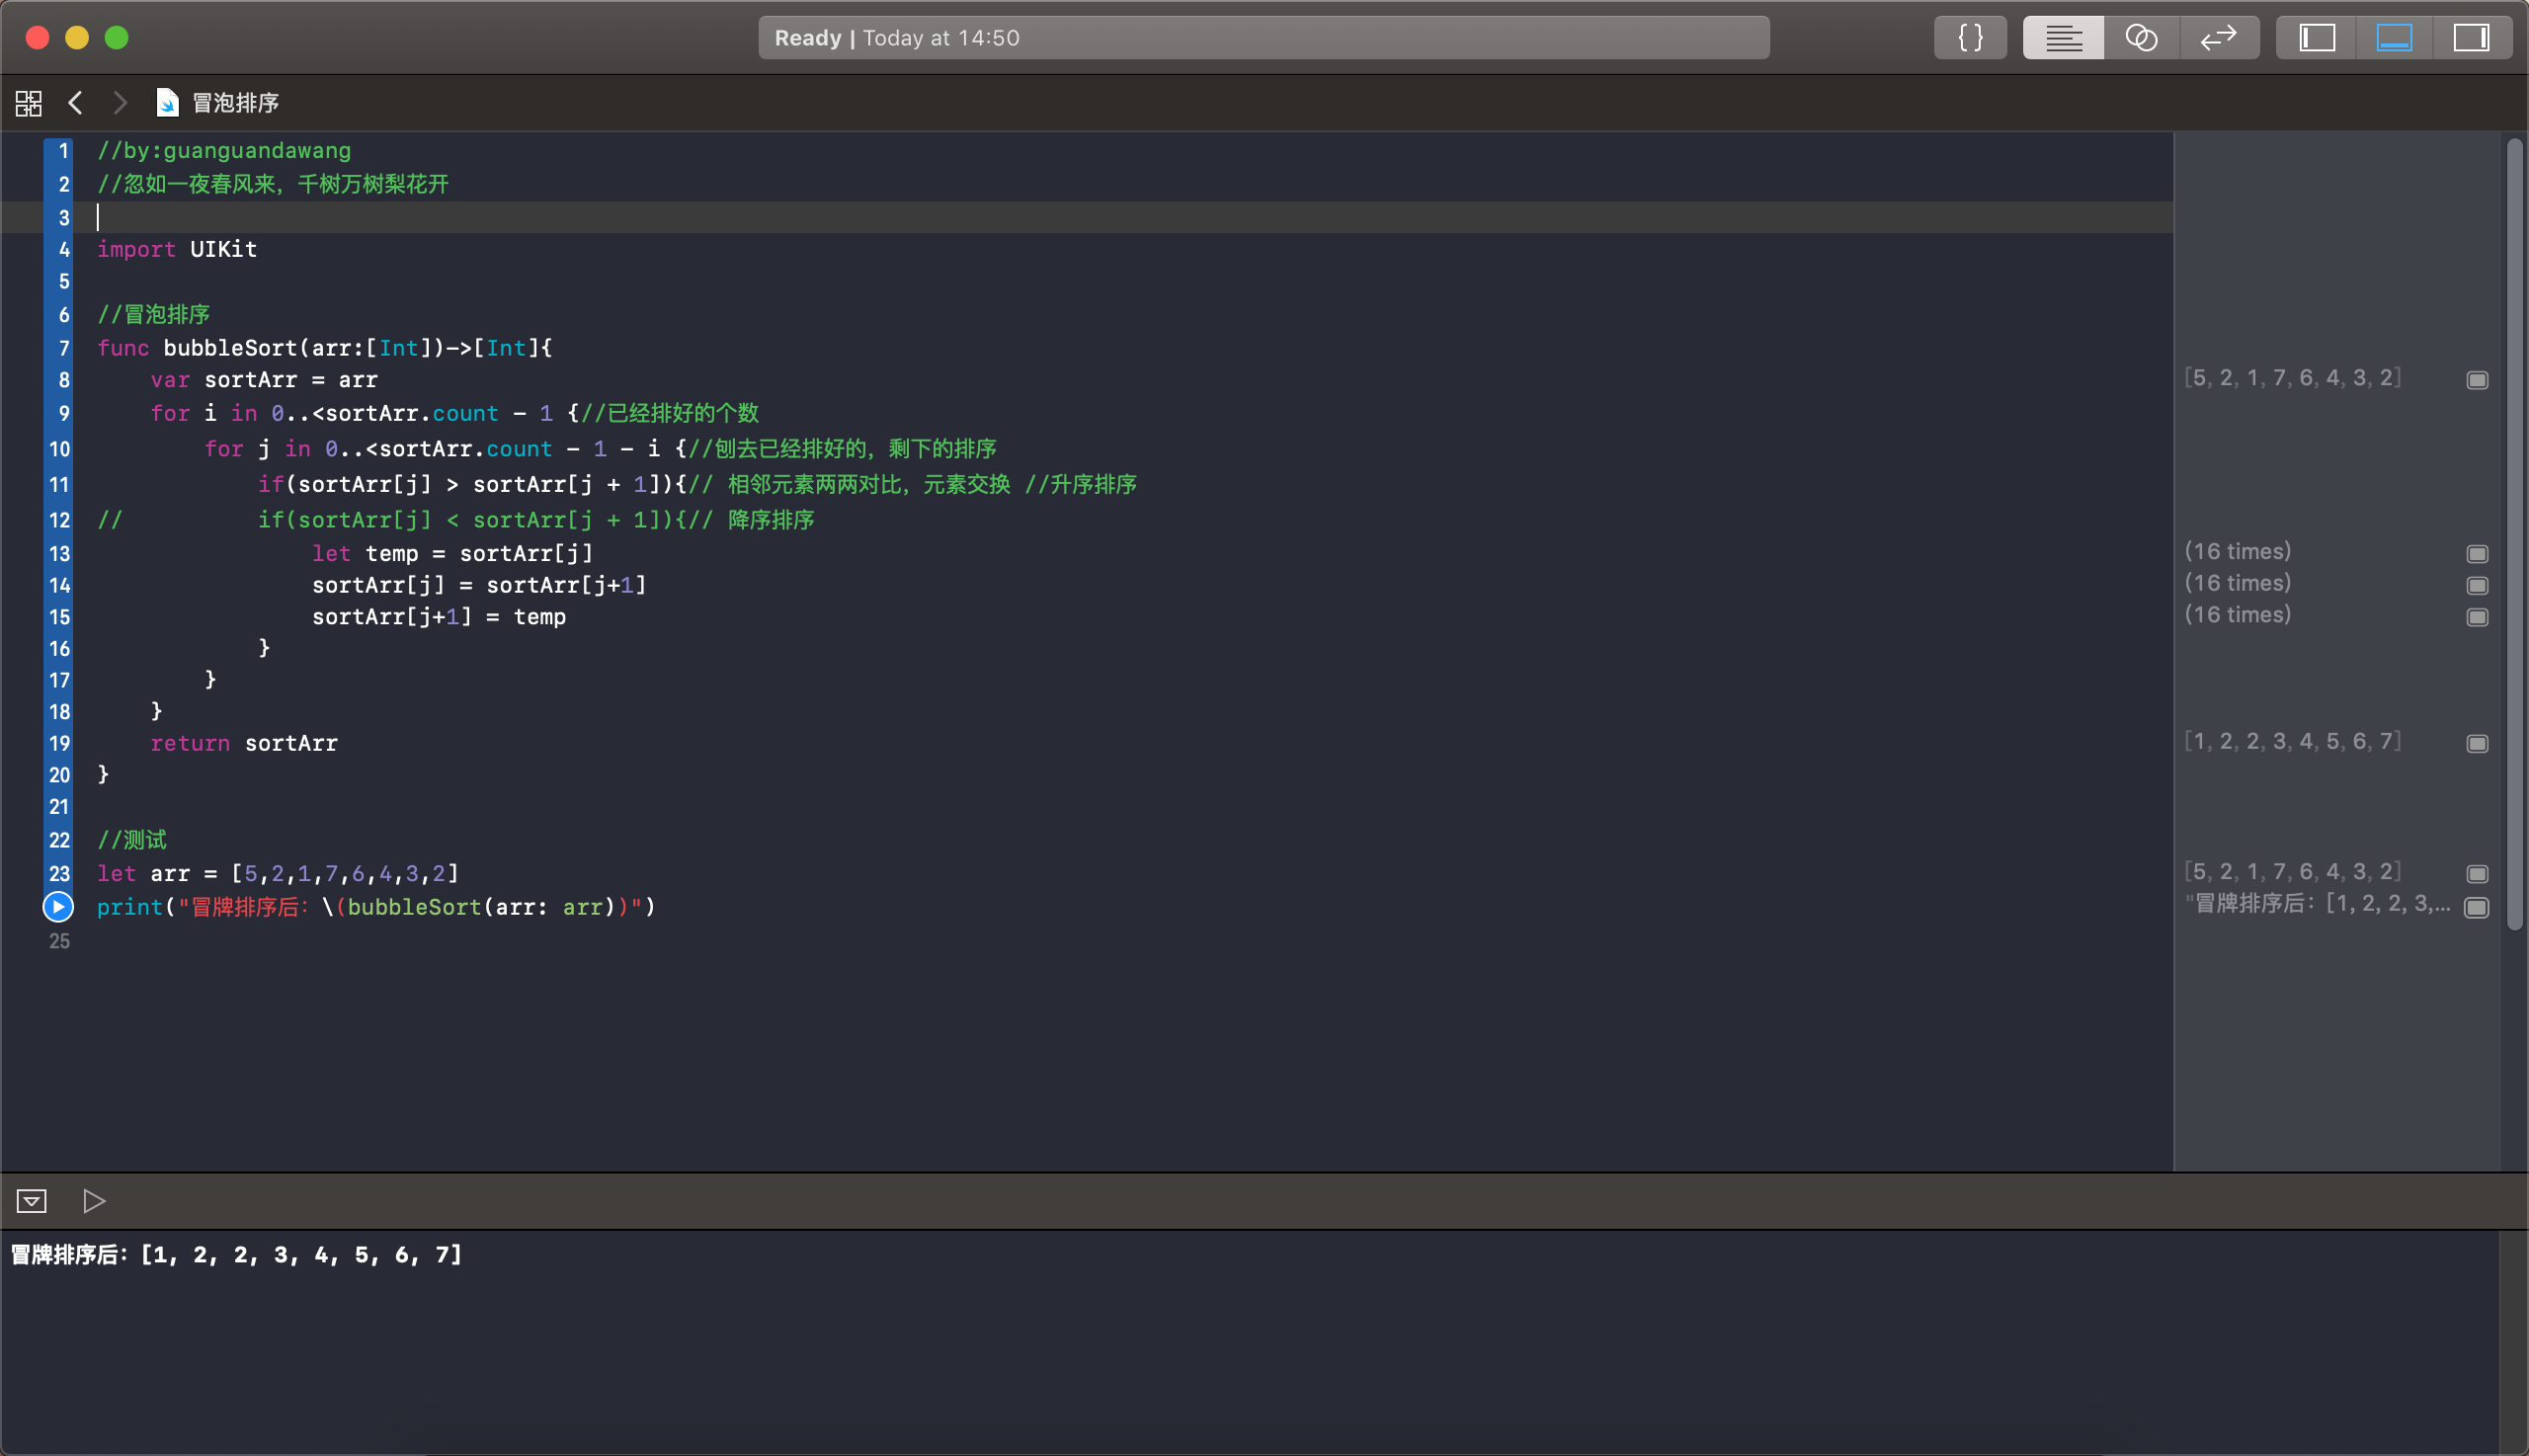 Ready | Today at 14:50
冒泡排序
1 //by:guanguandawang
2 //忽如一夜春风来，千树万树梨花开
3
4 import UIKit
5
6 //冒泡排序
7 func bubbleSort(arr:[Int])->[Int]{
8 var sortArr = arr [5, 2, 1, 7, 6, 4, 3, 2]
9 for i in 0..<sortArr.count - 1 {//已经排好的个数
10 for j in 0..<sortArr.count - 1 - i {//刨去已经排好的，剩下的排序
11 if(sortArr[j] > sortArr[j + 1]){// 相邻元素两两对比，元素交换 //升序排序
12 // if(sortArr[j] < sortArr[j + 1]){// 降序排序
13 let temp = sortArr[j] (16 times)
14 sortArr[j] = sortArr[j+1] (16 times)
15 sortArr[j+1] = temp (16 times)
16 }
17 }
18 }
19 return sortArr [1, 2, 2, 3, 4, 5, 6, 7]
20 }
21
22 //测试
23 let arr = [5,2,1,7,6,4,3,2] [5, 2, 1, 7, 6, 4, 3, 2]
print("冒牌排序后：\(bubbleSort(arr: arr))") "冒牌排序后：[1, 2, 2, 3,...
25
冒牌排序后：[1, 2, 2, 3, 4, 5, 6, 7]